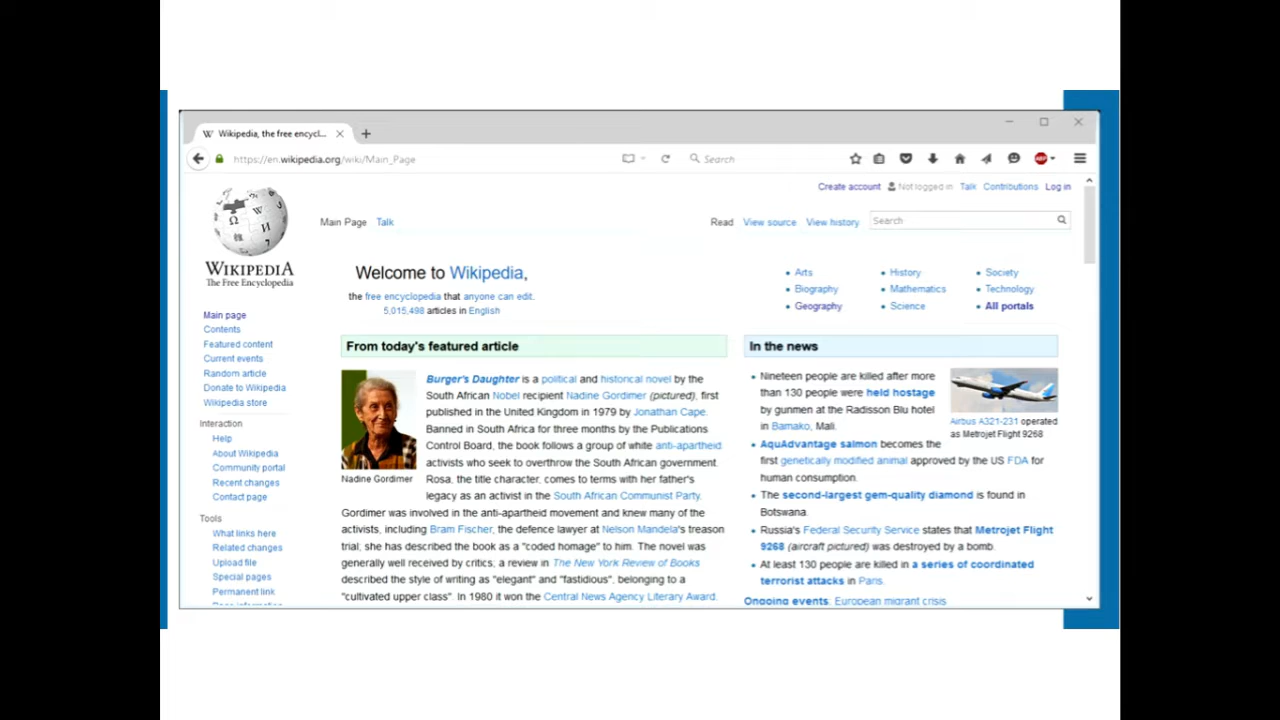 Wikipedia, the free encycl...
https://en.wikipedia.org/wiki/Main_Page
Search
ABP
Create account Not logged in Talk Contributions Log in
Main Page Talk
Read View source View history Search
WIKIPEDIA
The Free Encyclopedia
Main page
Contents
Featured content
Current events
Random article
Donate to Wikipedia
Wikipedia store
Interaction
Help
About Wikipedia
Community portal
Recent changes
Contact page
Tools
What links here
Related changes
Upload file
Special pages
Permanent link
Page information
Welcome to Wikipedia,
the free encyclopedia that anyone can edit.
5,015,498 articles in English
Arts
Biography
Geography
History
Mathematics
Science
Society
Technology
All portals
From today's featured article
Nadine Gordimer
Burger's Daughter is a political and historical novel by the
South African Nobel recipient Nadine Gordimer (pictured), first
published in the United Kingdom in 1979 by Jonathan Cape.
Banned in South Africa for three months by the Publications
Control Board, the book follows a group of white anti-apartheid
activists who seek to overthrow the South African government.
Rosa, the title character, comes to terms with her father's
legacy as an activist in the South African Communist Party.
Gordimer was involved in the anti-apartheid movement and knew many of the
activists, including Bram Fischer, the defence lawyer at Nelson Mandela's treason
trial; she has described the book as a "coded homage" to him. The novel was
generally well received by critics; a review in The New York Review of Books
described the style of writing as "elegant" and "fastidious", belonging to a
"cultivated upper class". In 1980 it won the Central News Agency Literary Award.
In the news
Nineteen people are killed after more
than 130 people were held hostage
by gunmen at the Radisson Blu hotel
in Bamako, Mali.
Airbus A321-231 operated
as Metrojet Flight 9268
AquAdvantage salmon becomes the
first genetically modified animal approved by the US FDA for
human consumption.
The second-largest gem-quality diamond is found in
Botswana.
Russia's Federal Security Service states that Metrojet Flight
9268 (aircraft pictured) was destroyed by a bomb.
At least 130 people are killed in a series of coordinated
terrorist attacks in Paris.
Ongoing events: European migrant crisis